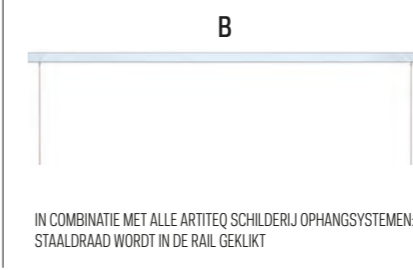 B
IN COMBINATIE MET ALLE ARTITEQ SCHILDERIJ OPHANGSYSTEMEN:
STAALDRAAD WORDT IN DE RAIL GEKLIKT